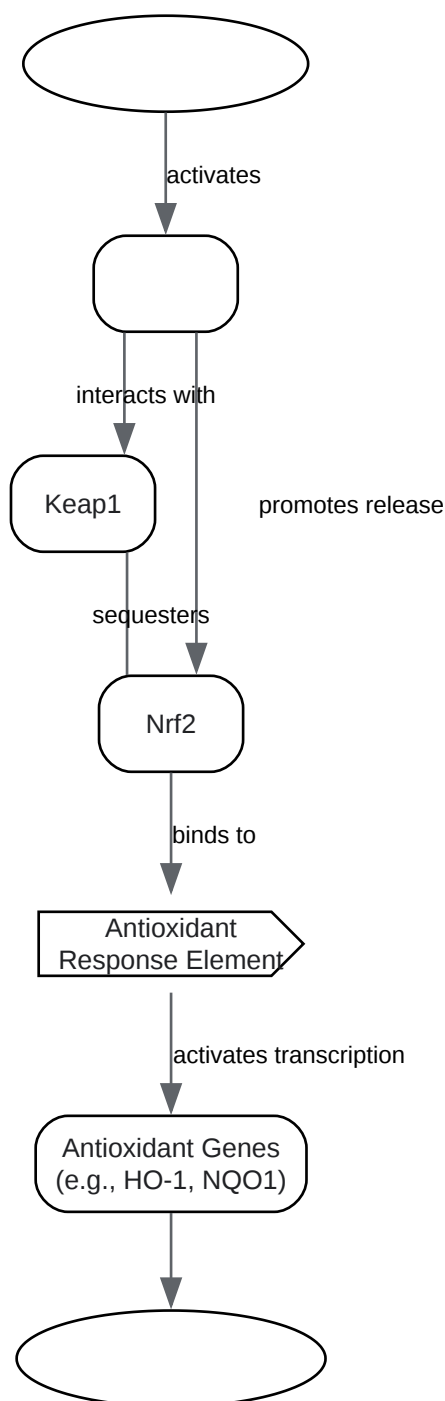 activates
interacts with
Keap1
promotes release
sequesters
Nrf2
binds to
Antioxidant
Response Element
activates transcription
Antioxidant Genes
(e.g., HO-1, NQO1)